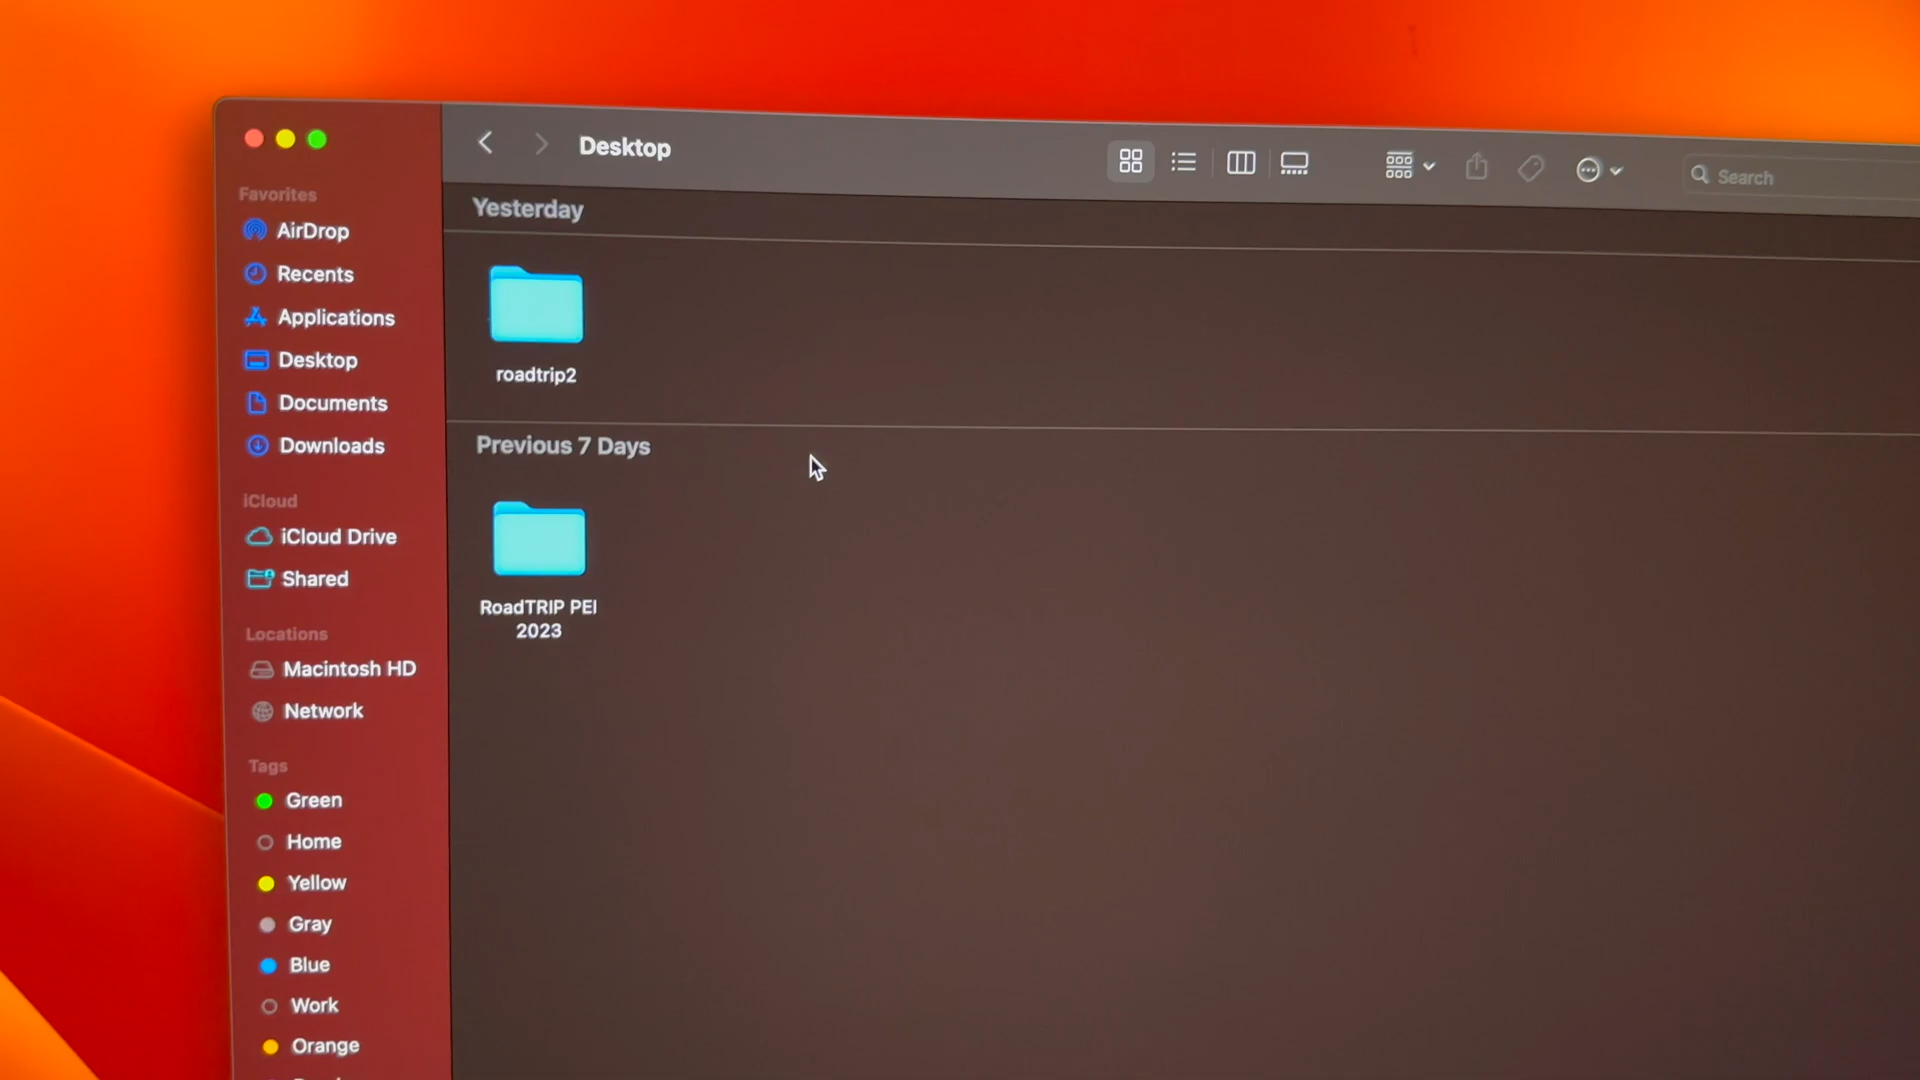 Desktop
Search
Favorites
AirDrop
Recents
Applications
Desktop
Documents
Downloads
iCloud
iCloud Drive
Shared
Locations
Macintosh HD
Network
Tags
Green
Home
Yellow
Gray
Blue
Work
Orange
Yesterday
roadtrip2
Previous 7 Days
RoadTRIP PEI
2023